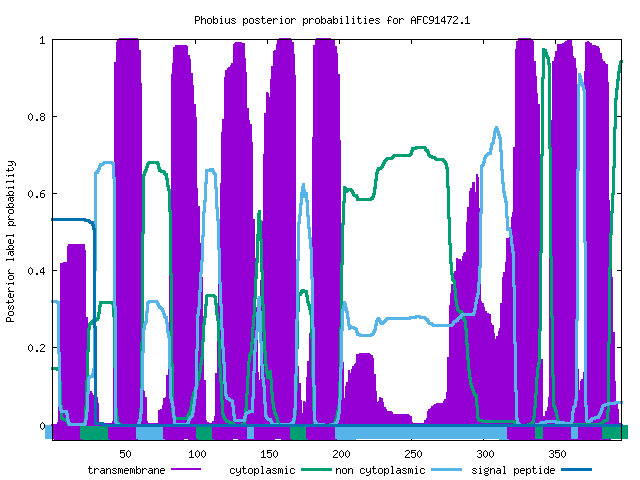 Phobius posterior probabilities for AFC91472.1
1
0.8
0.6
0.4
0.2
0
Posterior label probability
50 100 150 200 250 300 350
transmembrane cytoplasmic non cytoplasmic signal peptide